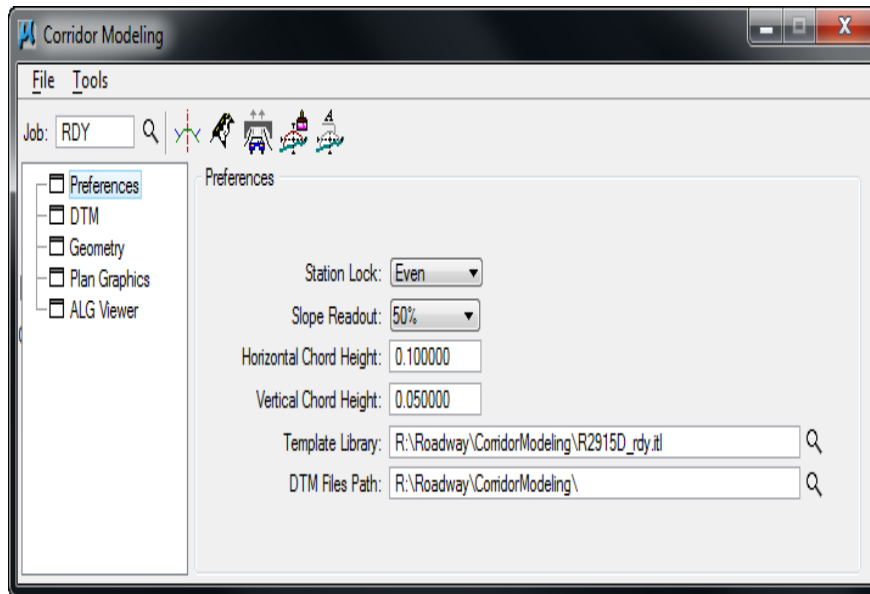 Corridor Modeling
File Tools
Job: RDY
A
Preferences
DTM
Geometry
Plan Graphics
ALG Viewer
Preferences
Station Lock: Even
Slope Readout: 50%
Horizontal Chord Height: 0.100000
Vertical Chord Height: 0.050000
Template Library: R:\Roadway\CorridorModeling\R2915D_rdy.itl
DTM Files Path: R:\Roadway\CorridorModeling\